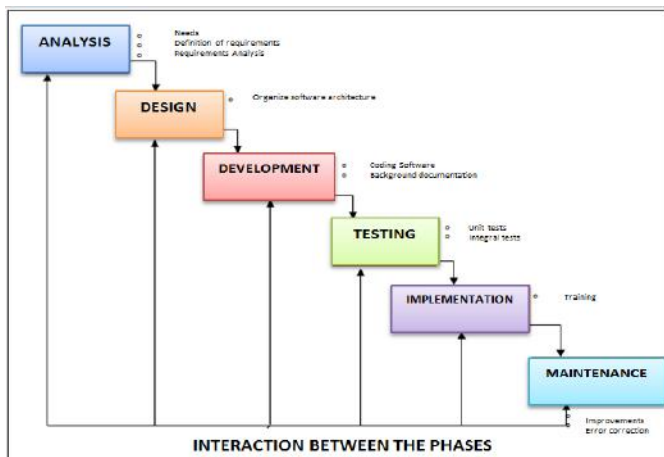 ANALYSIS
Needs
Definition of requirements
Requirements Analysis
DESIGN
Organize software architecture
DEVELOPMENT
Coding Software
Background documentation
TESTING
Unit tests
Integral tests
IMPLEMENTATION
Training
MAINTENANCE
Improvements
Error correction
INTERACTION BETWEEN THE PHASES